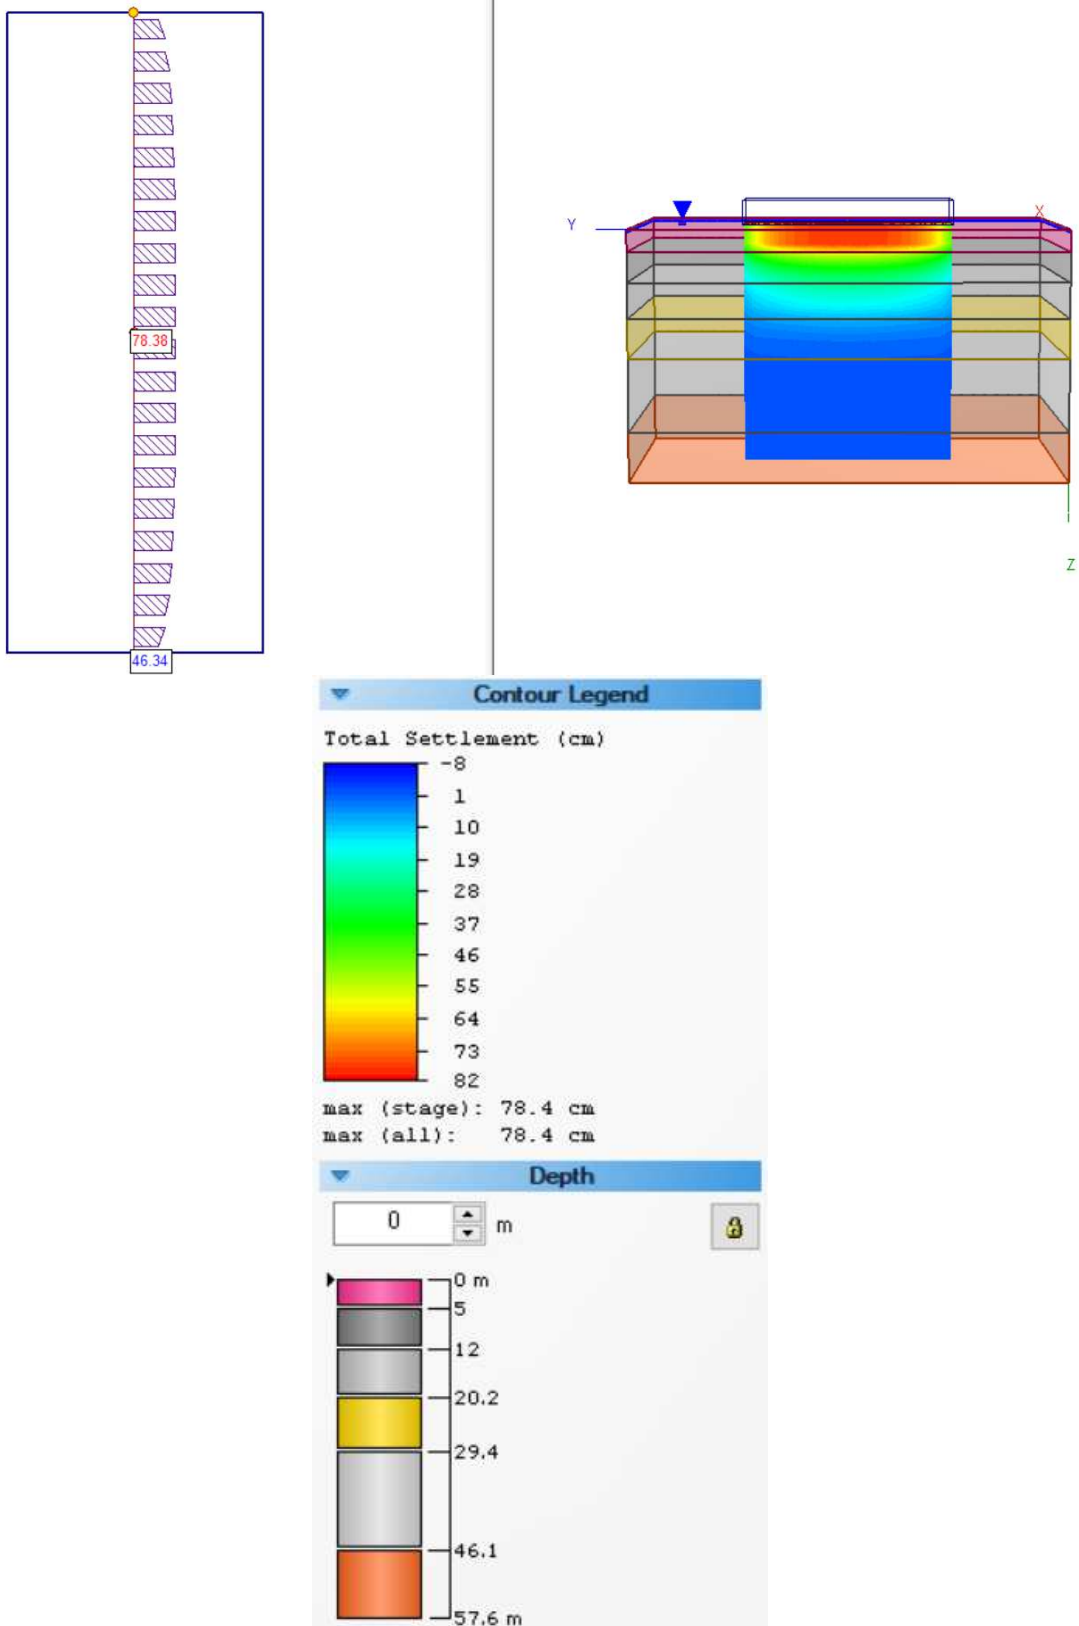 78.38
46.34
Y
X
Z
Contour Legend
Total Settlement (cm)
-8
1
10
19
28
37
46
55
64
73
82
max (stage): 78.4 cm
max (all): 78.4 cm
Depth
0 m
0 m
5
12
20.2
29.4
46.1
57.6 m